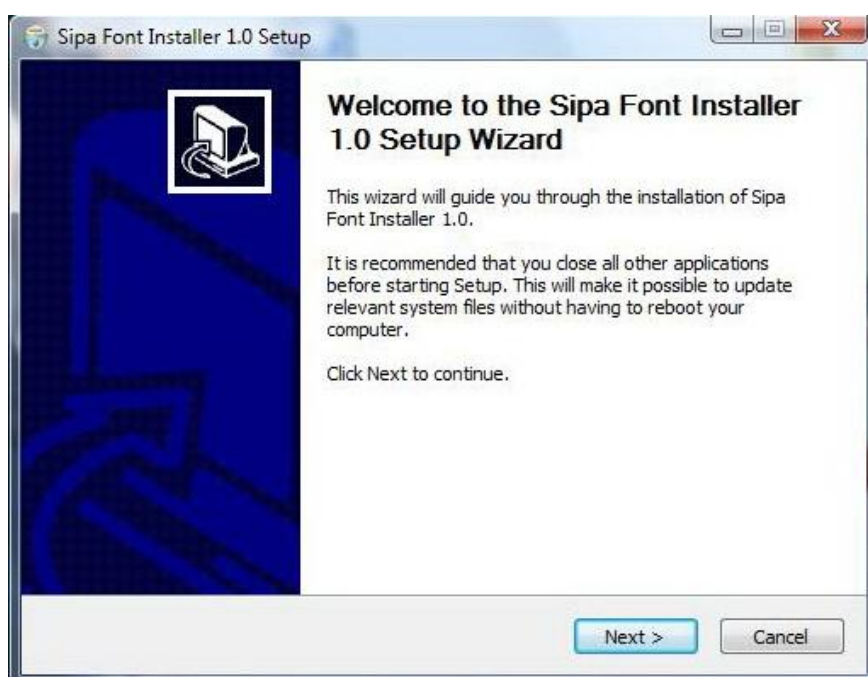 Sipa Font Installer 1.0 Setup
Welcome to the Sipa Font Installer
1.0 Setup Wizard
This wizard will guide you through the installation of Sipa
Font Installer 1.0.
It is recommended that you close all other applications
before starting Setup. This will make it possible to update
relevant system files without having to reboot your
computer.
Click Next to continue.
Next >
Cancel